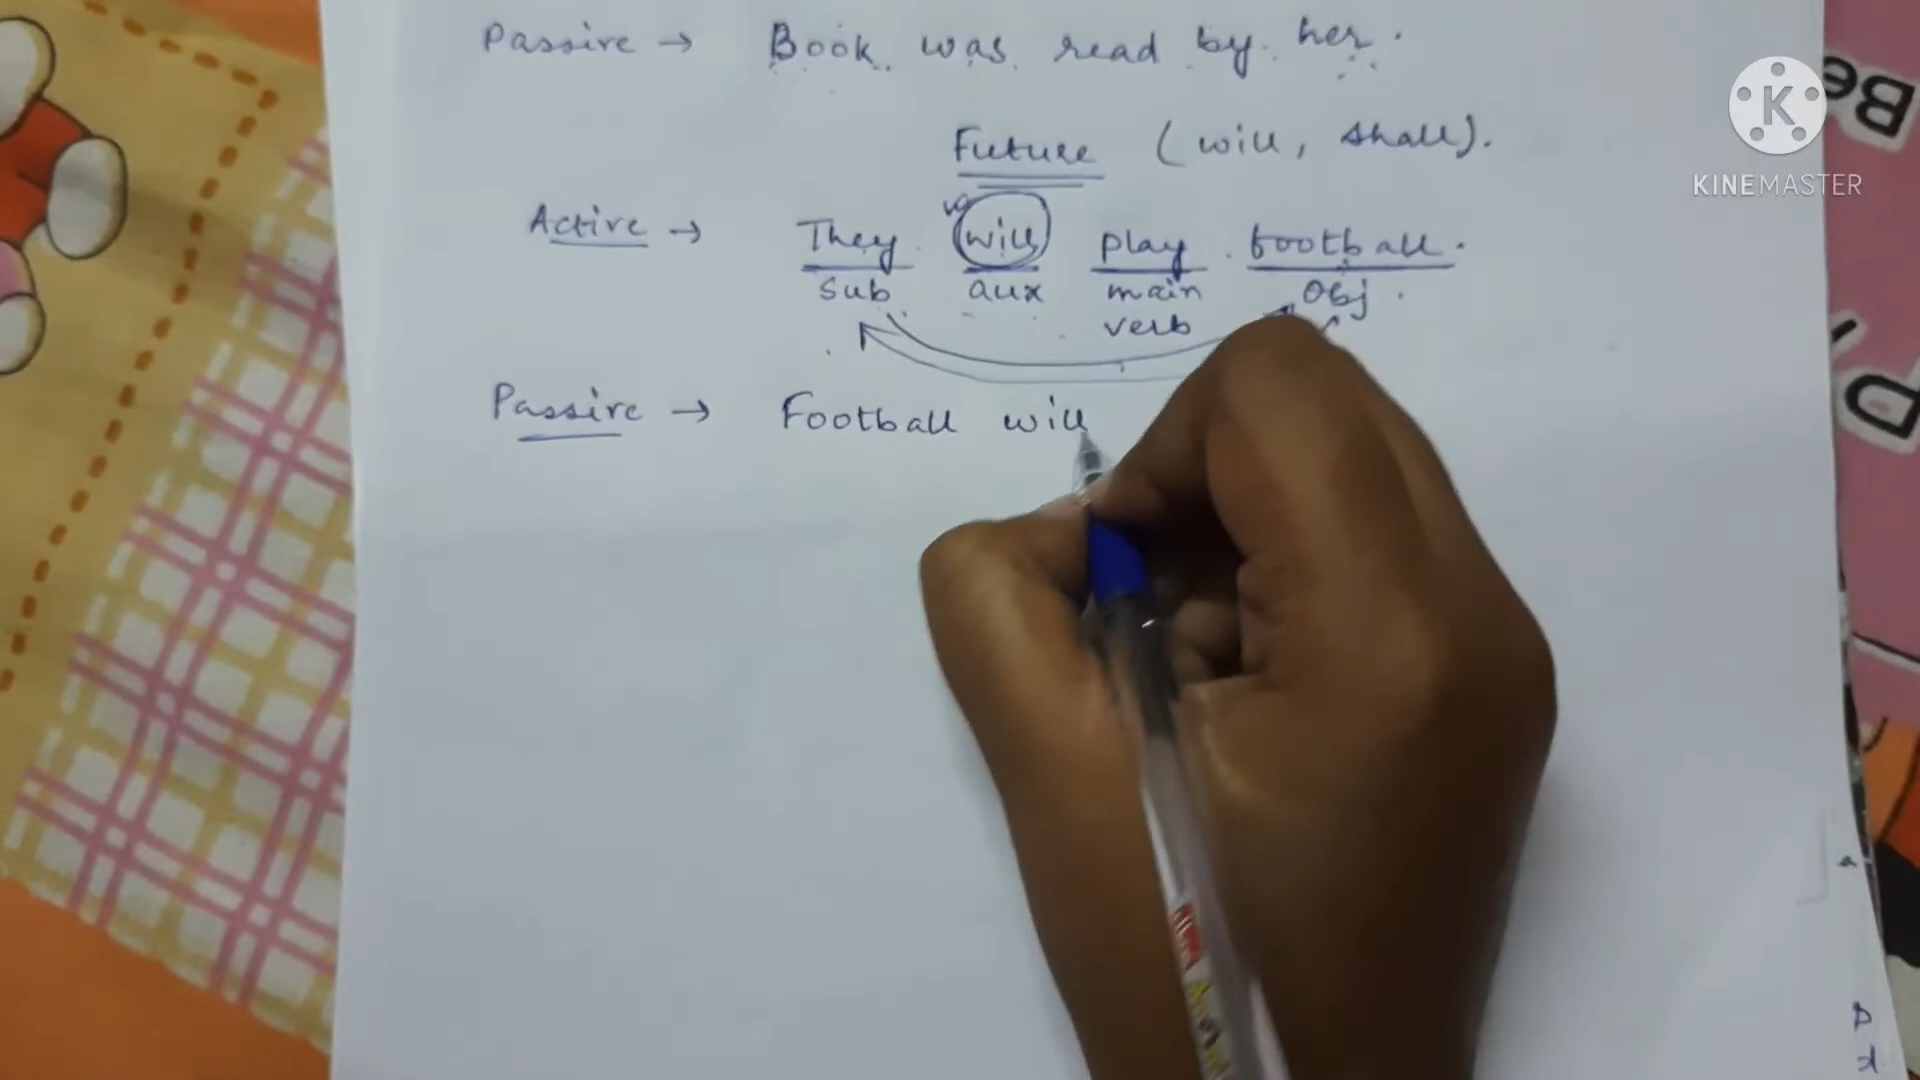 Passive → Book was read by her.
Future (will, shall).
Active → They will play football.
sub aux main verb obj.
Passive → Football will
KINEMASTER
Be